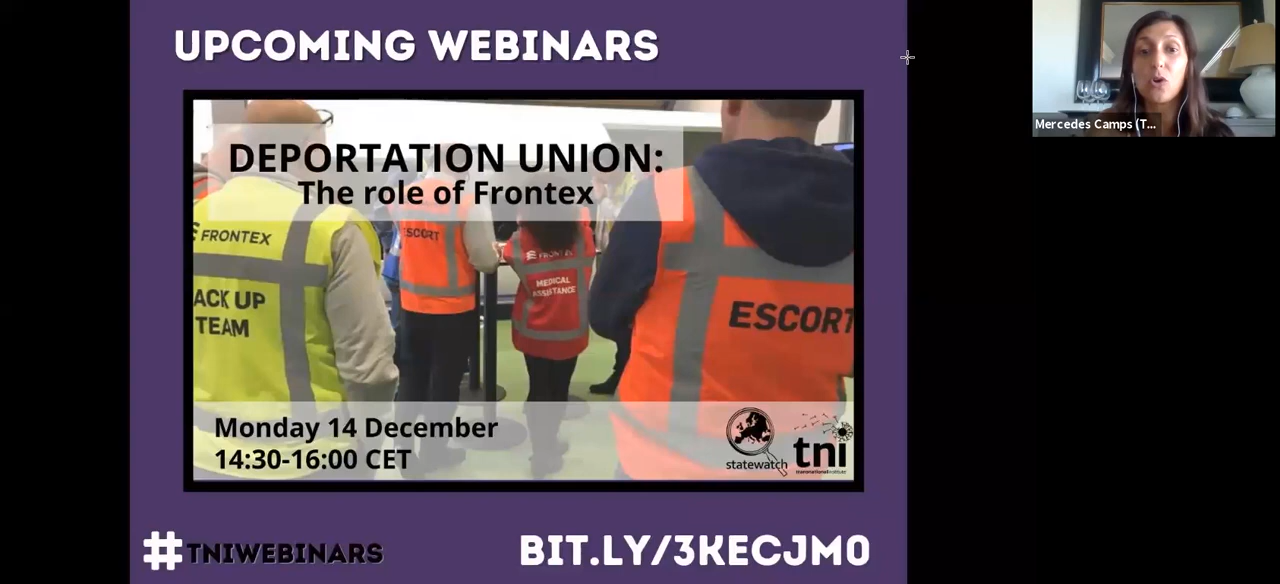 UPCOMING WEBINARS
Mercedes Camps (T...
DEPORTATION UNION:
The role of Frontex
FRONTEX
ACK UP
TEAM
ESCORT
MEDICAL
ASSISTANCE
ESCORT
Monday 14 December
14:30-16:00 CET
statewatch
tni
transnationalinstitute
#TNIWEBINARS
BIT.LY/3KECJM0